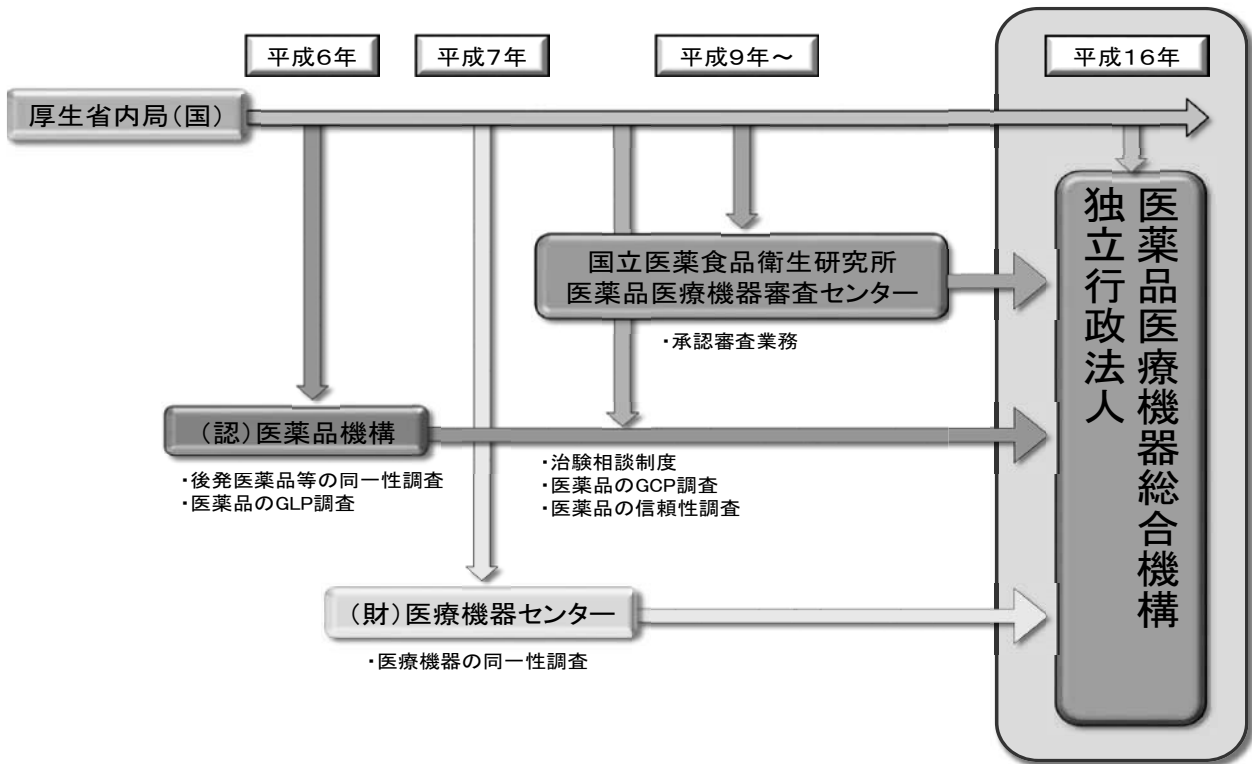 平成6年
平成7年
平成9年～
平成16年
厚生省内局(国)
国立医薬食品衛生研究所
医薬品医療機器審査センター
・承認審査業務
(認)医薬品機構
・後発医薬品等の同一性調査
・医薬品のGLP調査
・治験相談制度
・医薬品のGCP調査
・医薬品の信頼性調査
(財)医療機器センター
・医療機器の同一性調査
独立行政法人
医薬品医療機器総合機構